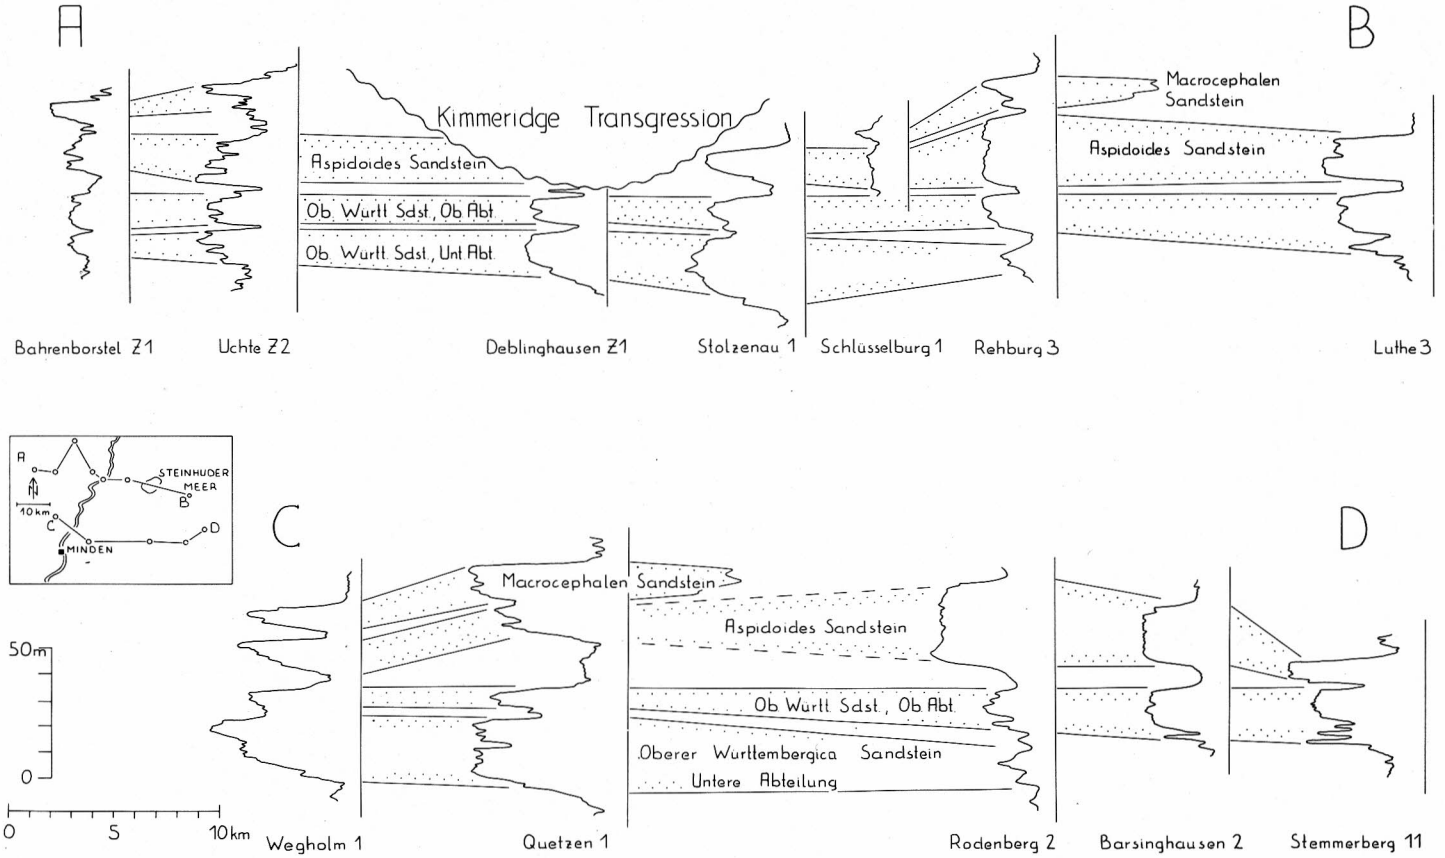 A
B
Kimmeridge Transgression
Macrocephalen
Sandstein
Aspidoides Sandstein
Aspidoides Sandstein
Ob. Württ. Sdst., Ob. Abt.
Ob. Württ. Sdst., Unt. Abt.
Bahrenborstel Z1
Uchte Z2
Deblinghausen Z1
Stolzenau 1
Schlüsselburg 1
Rehburg 3
Luthe 3
A
N
10 km
C
STEINHUDER
MEER
B
D
MINDEN
C
D
Macrocephalen Sandstein
Aspidoides Sandstein
Ob. Württ. Sdst., Ob. Abt.
Oberer Württembergica Sandstein
Untere Abteilung
50m
0
0 5 10km
Wegholm 1
Quetzen 1
Rodenberg 2
Barsinghausen 2
Stemmerberg 11